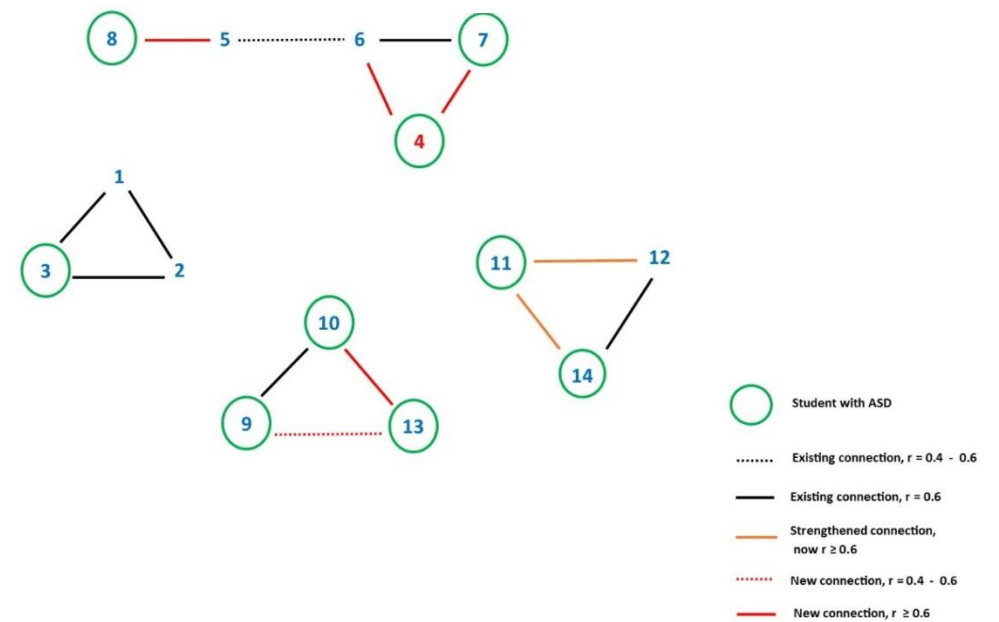 8 5 6 7
4
1
3 2
11 12
10
14
9 13
Student with ASD
Existing connection, r = 0.4 - 0.6
Existing connection, r = 0.6
Strengthened connection,
now r ≥ 0.6
New connection, r = 0.4 - 0.6
New connection, r ≥ 0.6